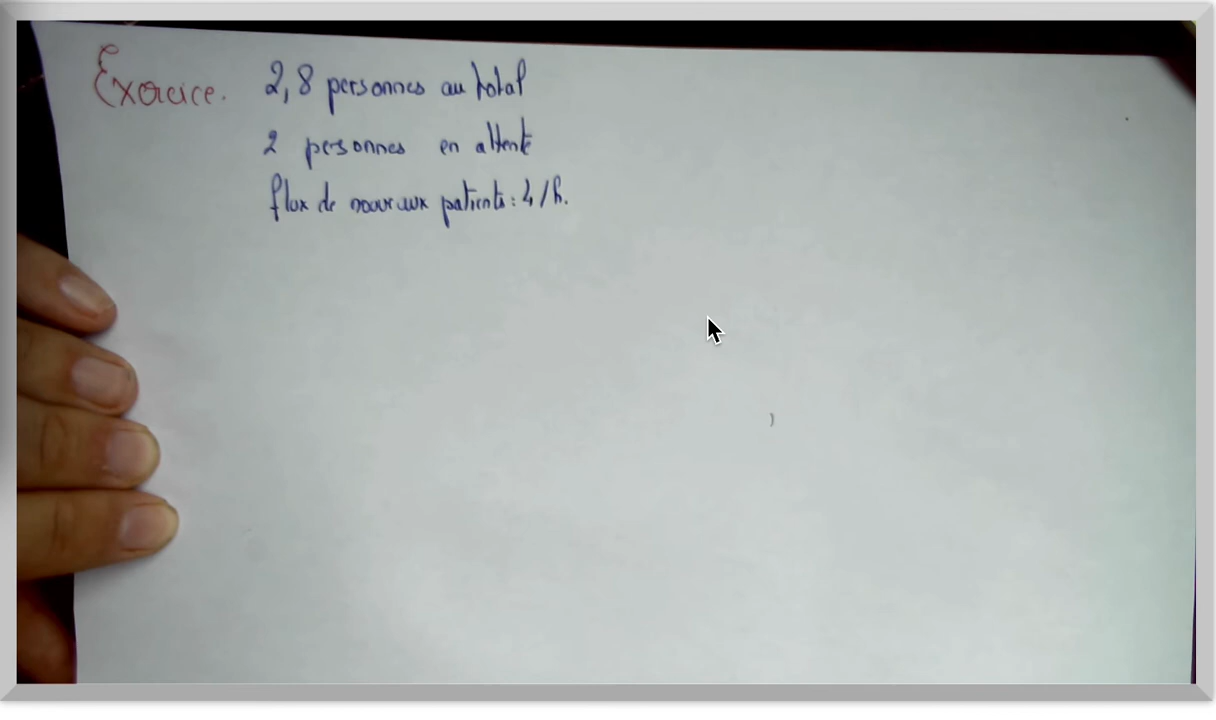 Exercice. 2,8 personnes au total
2 personnes en attente
flux de nouveaux patients : 4/h.